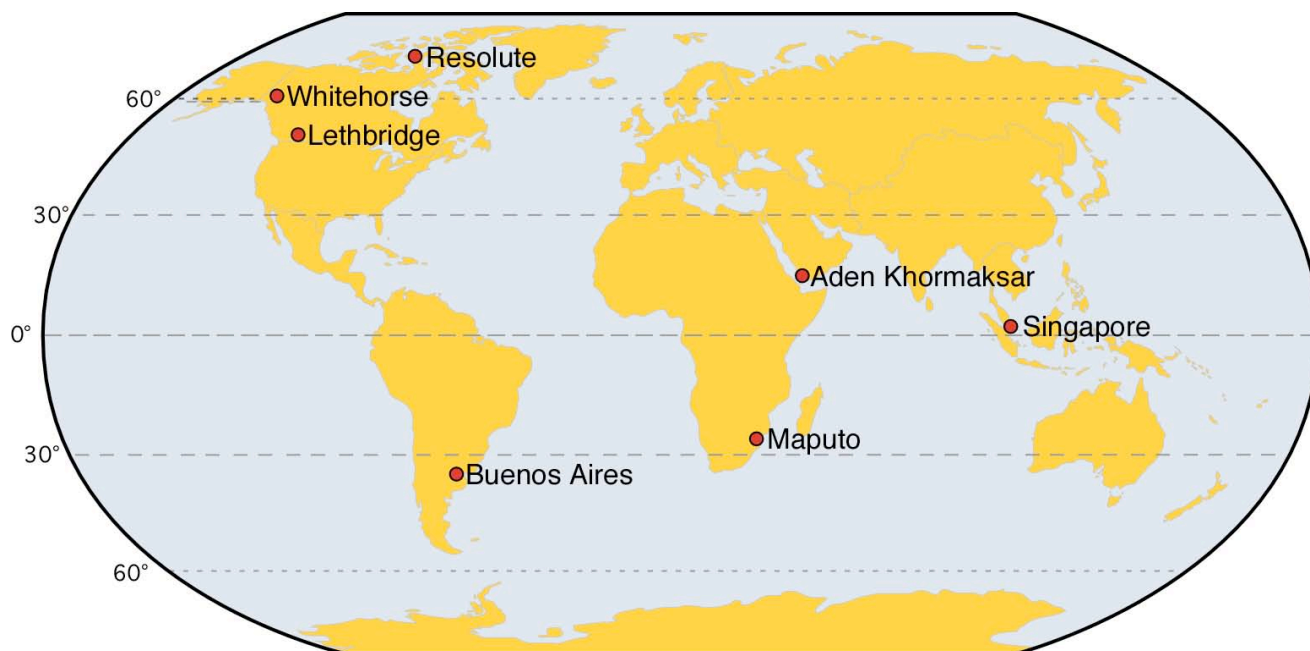 Resolute
60°
Whitehorse
Lethbridge
30°
Aden Khormaksar
0°
Singapore
Maputo
30°
Buenos Aires
60°